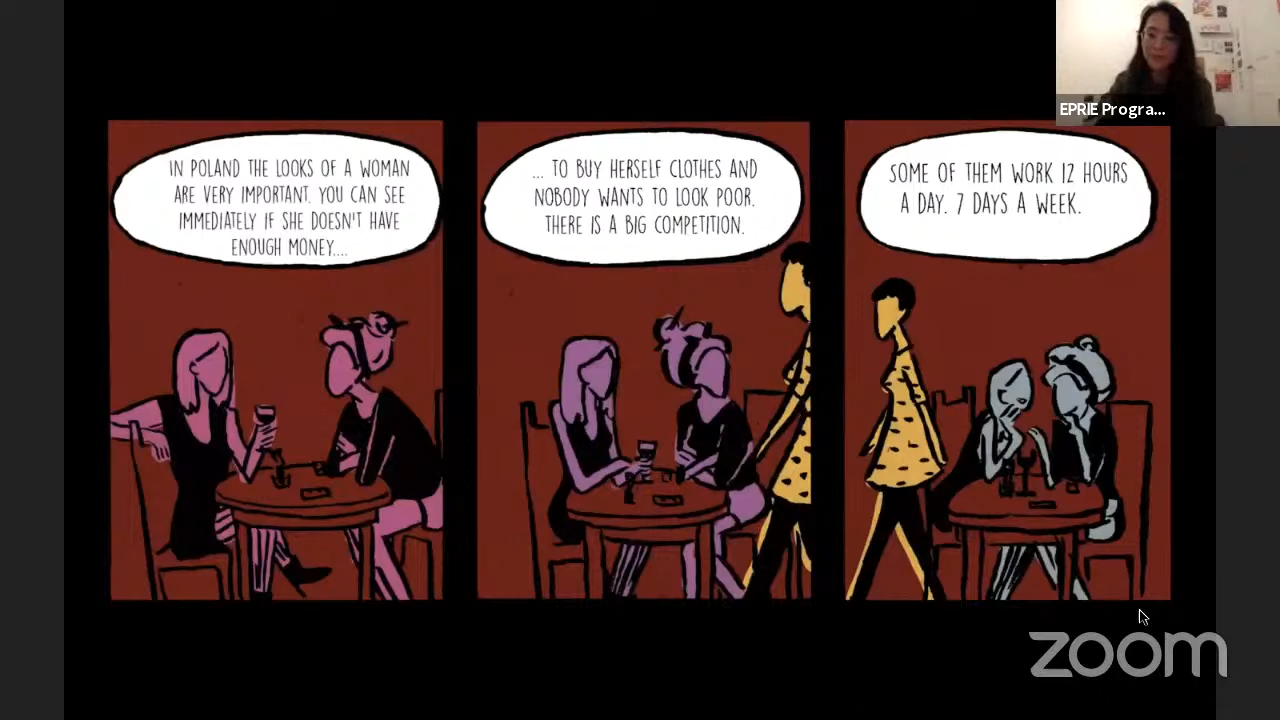 EPRIE Progra...
IN POLAND THE LOOKS OF A WOMAN
ARE VERY IMPORTANT. YOU CAN SEE
IMMEDIATELY IF SHE DOESN'T HAVE
ENOUGH MONEY....
... TO BUY HERSELF CLOTHES AND
NOBODY WANTS TO LOOK POOR.
THERE IS A BIG COMPETITION.
SOME OF THEM WORK 12 HOURS
A DAY. 7 DAYS A WEEK.
zoom